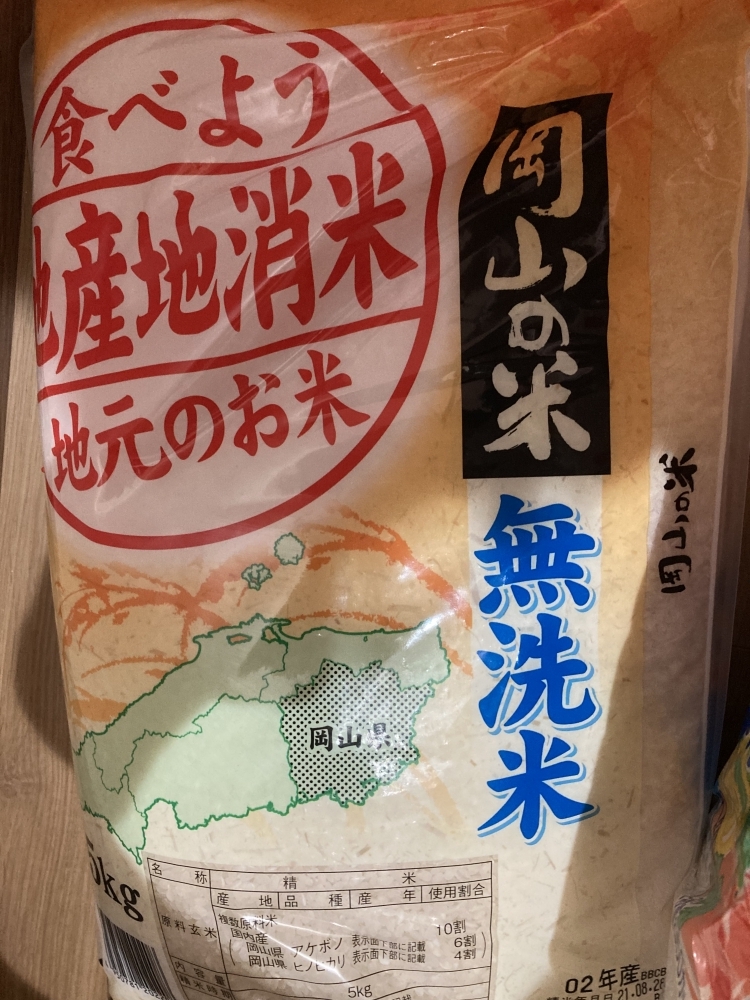 食べよう
地産地消米
地元のお米
岡山の米
無洗米
岡山の米
岡山県
5kg
名 称 精 米
産 地 品 種 産 年 使用割合
原料玄米
複数原料米
国内産 10割
岡山県 アケボノ 表示面下部に記載 6割
岡山県 ヒノヒカリ 表示面下部に記載 4割
内容量 5kg
02年産 BBCB